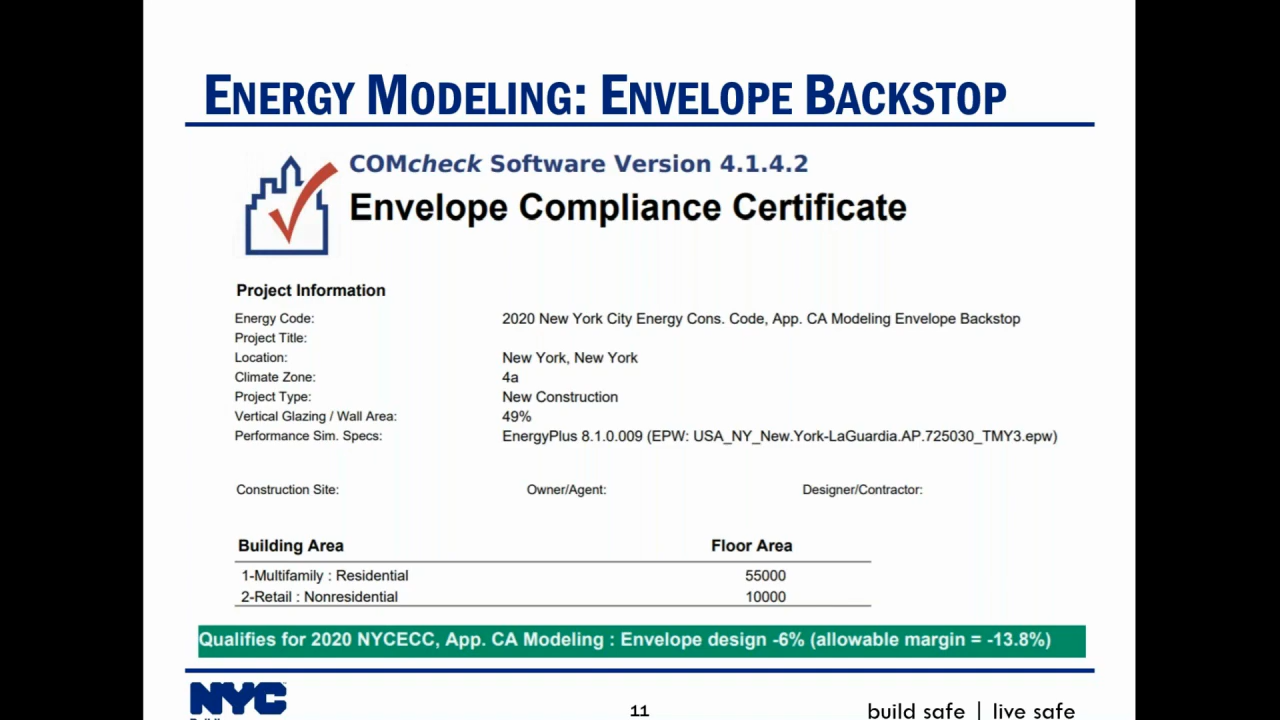 ENERGY MODELING: ENVELOPE BACKSTOP
COMcheck Software Version 4.1.4.2
Envelope Compliance Certificate
Project Information
Energy Code: 2020 New York City Energy Cons. Code, App. CA Modeling Envelope Backstop
Project Title:
Location: New York, New York
Climate Zone: 4a
Project Type: New Construction
Vertical Glazing / Wall Area: 49%
Performance Sim. Specs: EnergyPlus 8.1.0.009 (EPW: USA_NY_New.York-LaGuardia.AP.725030_TMY3.epw)
Construction Site: Owner/Agent: Designer/Contractor:
Building Area Floor Area
1-Multifamily : Residential 55000
2-Retail : Nonresidential 10000
Qualifies for 2020 NYCECC, App. CA Modeling : Envelope design -6% (allowable margin = -13.8%)
NYC 11 build safe | live safe